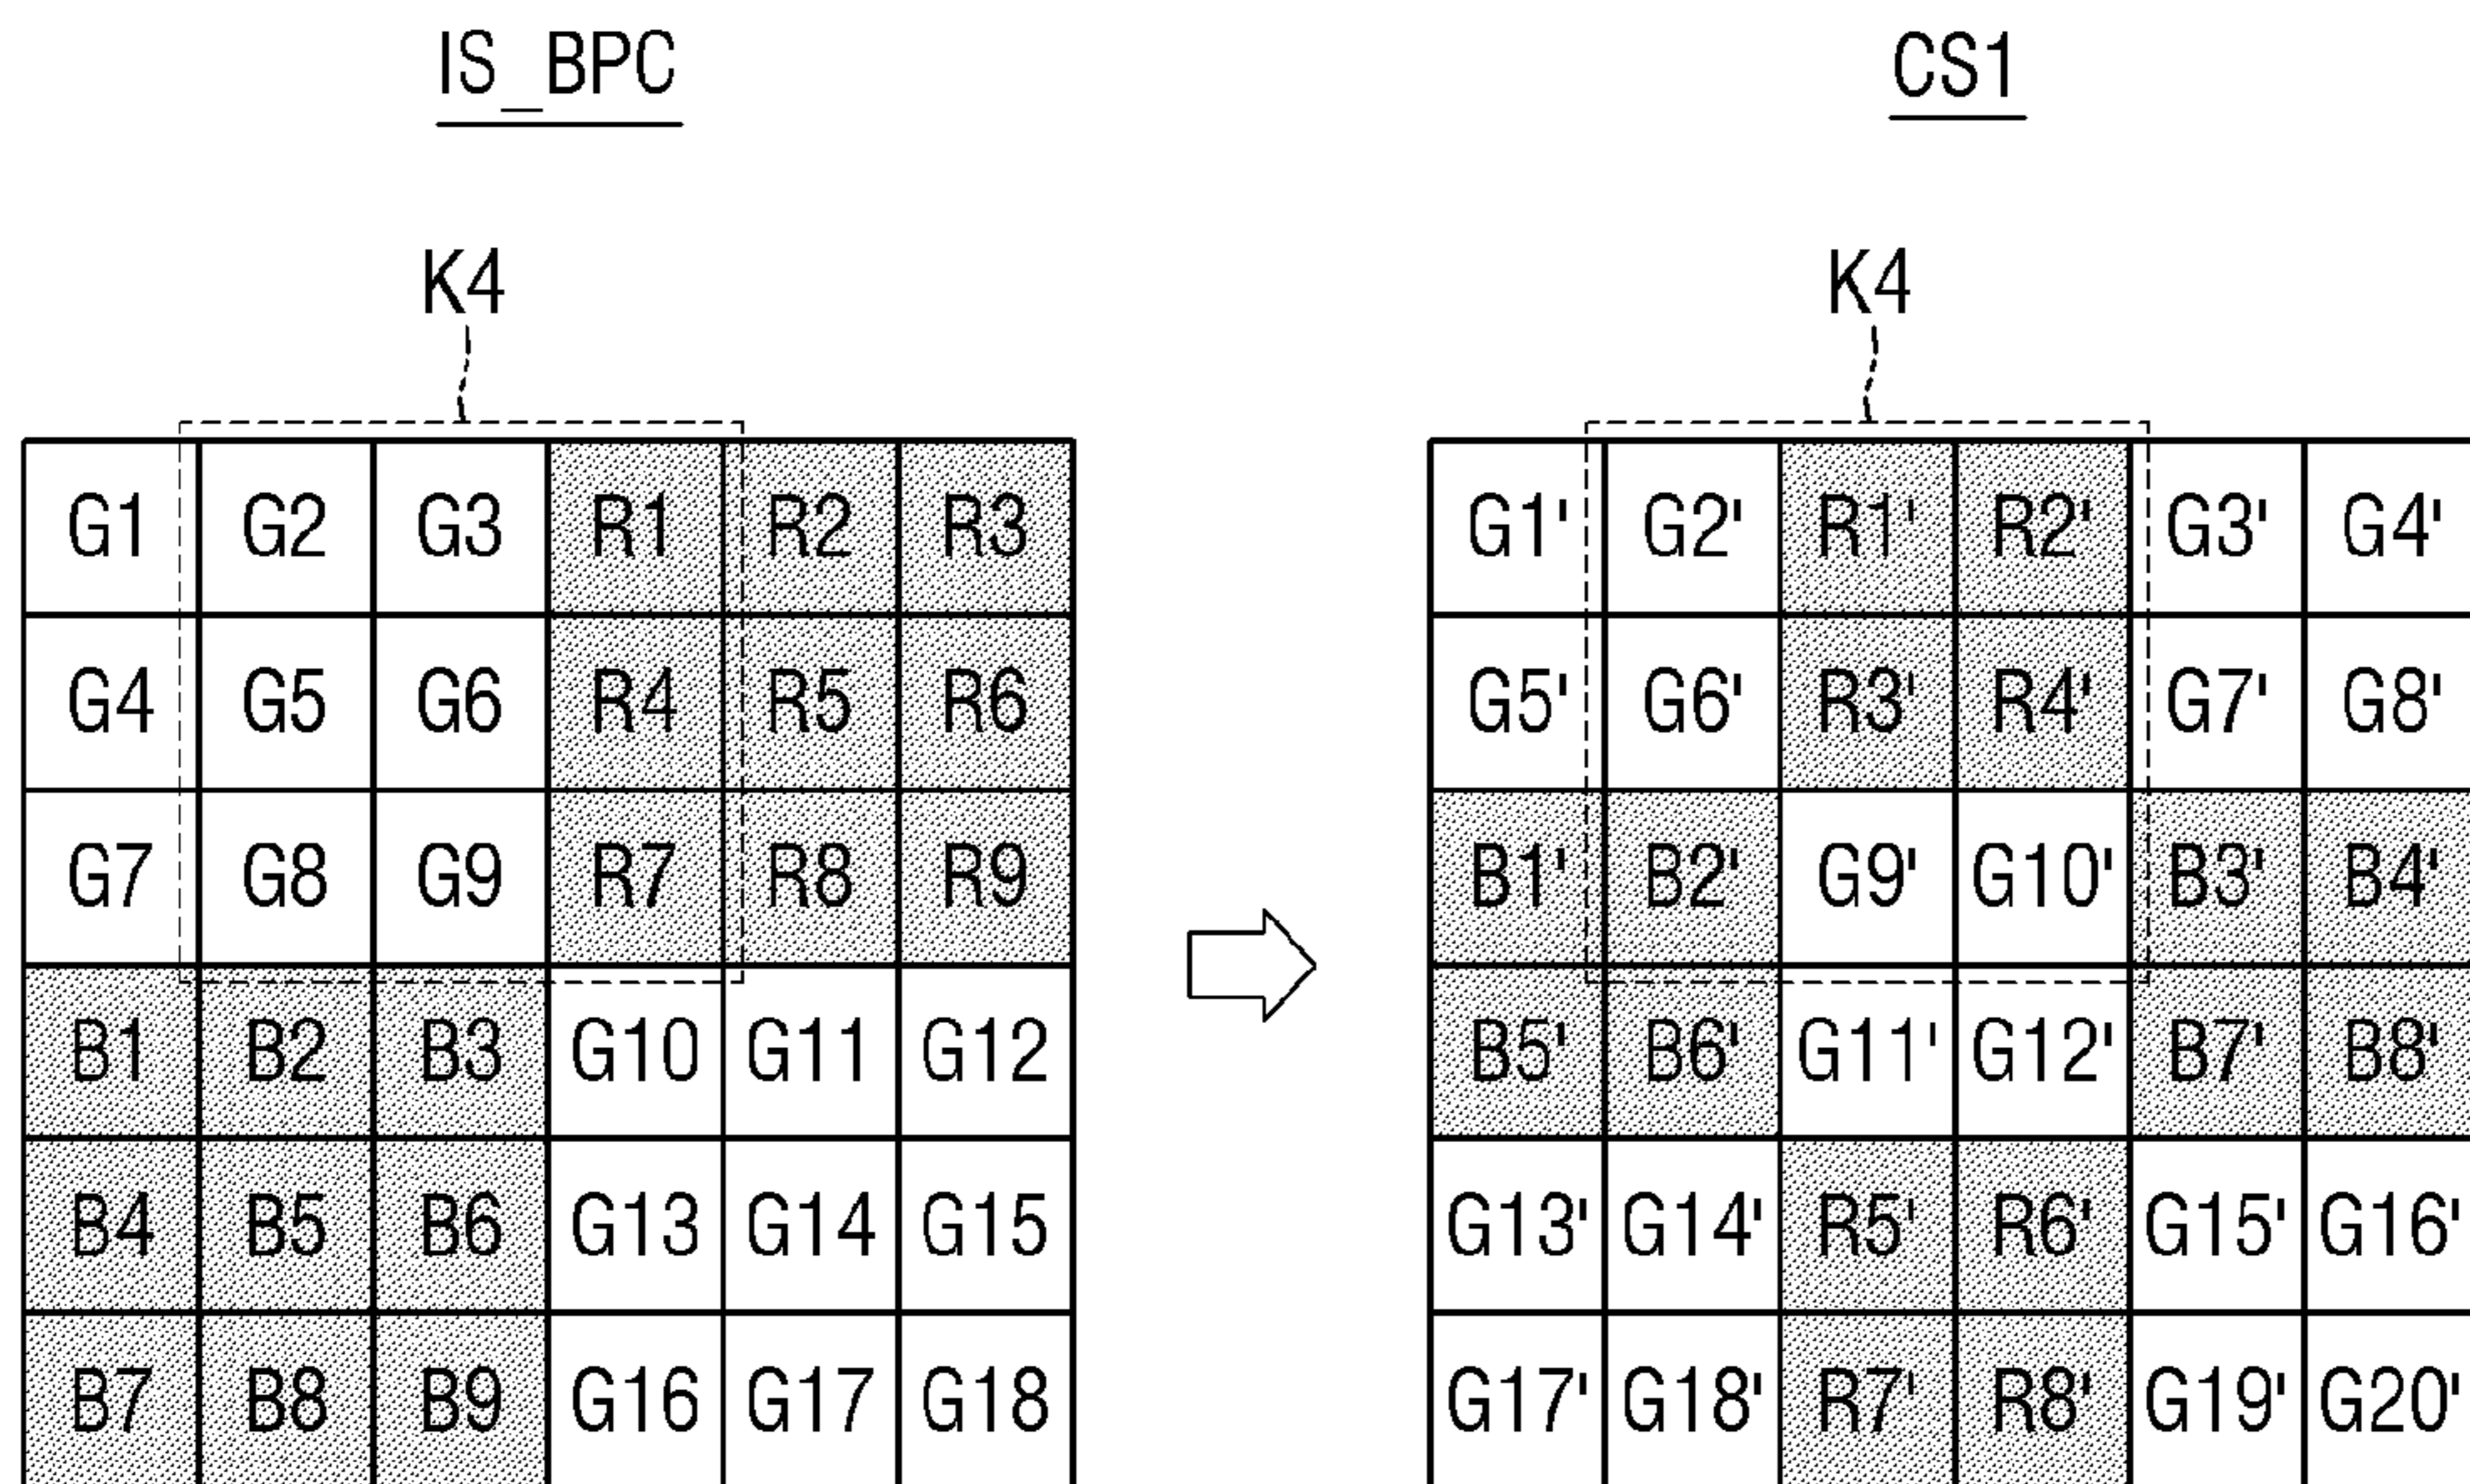 IS_BPC
CS1
K4
K4
G1 G2 G3 R1 R2 R3
G4 G5 G6 R4 R5 R6
G7 G8 G9 R7 R8 R9
B1 B2 B3 G10 G11 G12
B4 B5 B6 G13 G14 G15
B7 B8 B9 G16 G17 G18
G1' G2' R1' R2' G3' G4'
G5' G6' R3' R4' G7' G8'
B1' B2' G9' G10' B3' B4'
B5' B6' G11' G12' B7' B8'
G13' G14' R5' R6' G15' G16'
G17' G18' R7' R8' G19' G20'